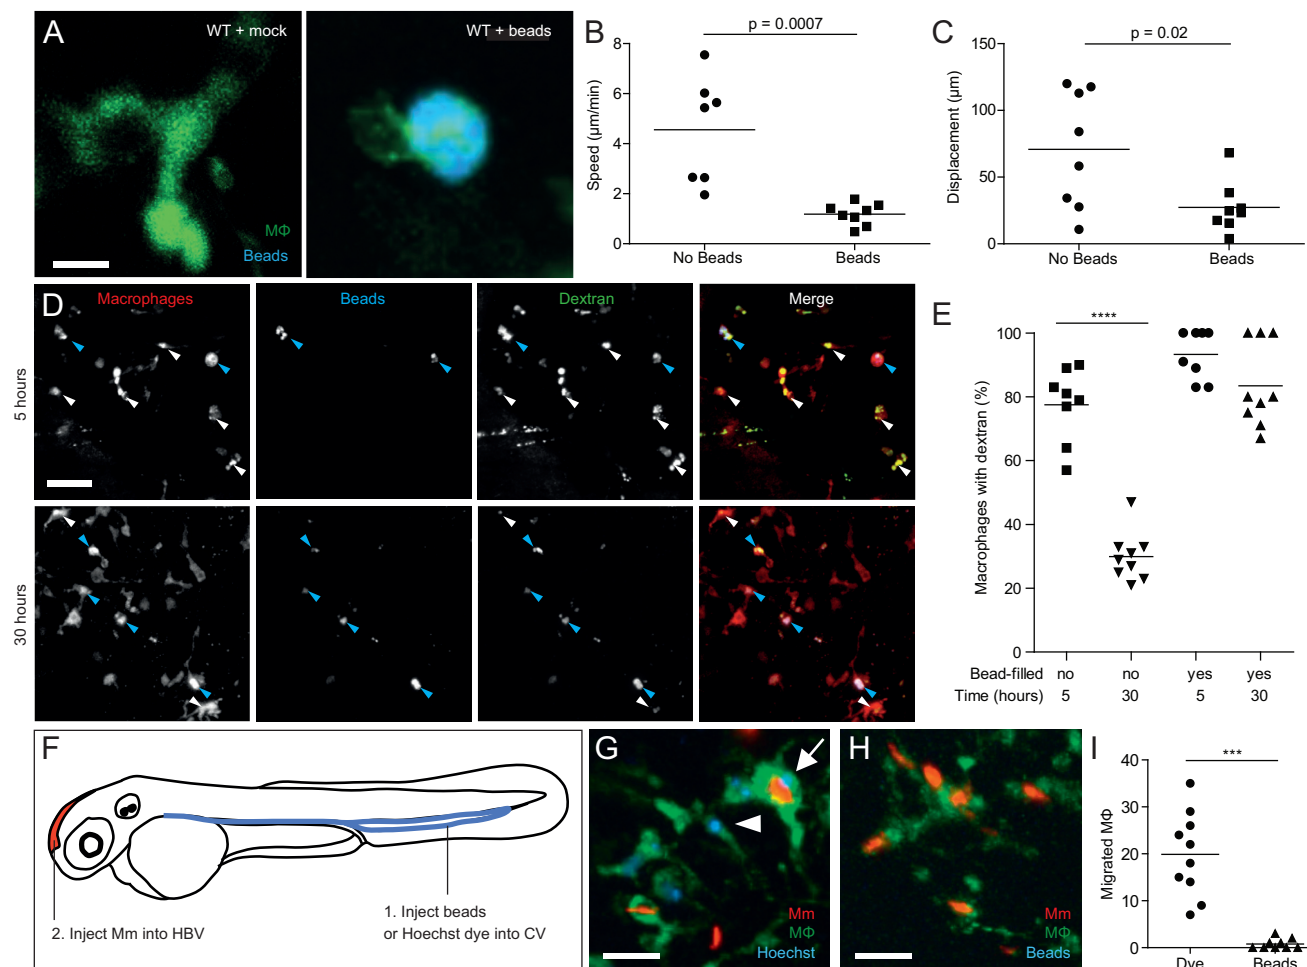 A
WT + mock
MΦ
Beads
WT + beads
B
p = 0.0007
Speed (μm/min)
8
6
4
2
0
No Beads
Beads
C
p = 0.02
Displacement (μm)
150
100
50
0
No Beads
Beads
D
Macrophages
Beads
Dextran
Merge
5 hours
30 hours
E
****
Macrophages with dextran (%)
100
80
60
40
20
0
Bead-filled no no yes yes
Time (hours) 5 30 5 30
F
1. Inject beads
or Hoechst dye into CV
2. Inject Mm into HBV
G
Mm
MΦ
Hoechst
H
Mm
MΦ
Beads
I
***
Migrated MΦ
40
30
20
10
0
Dye
Beads